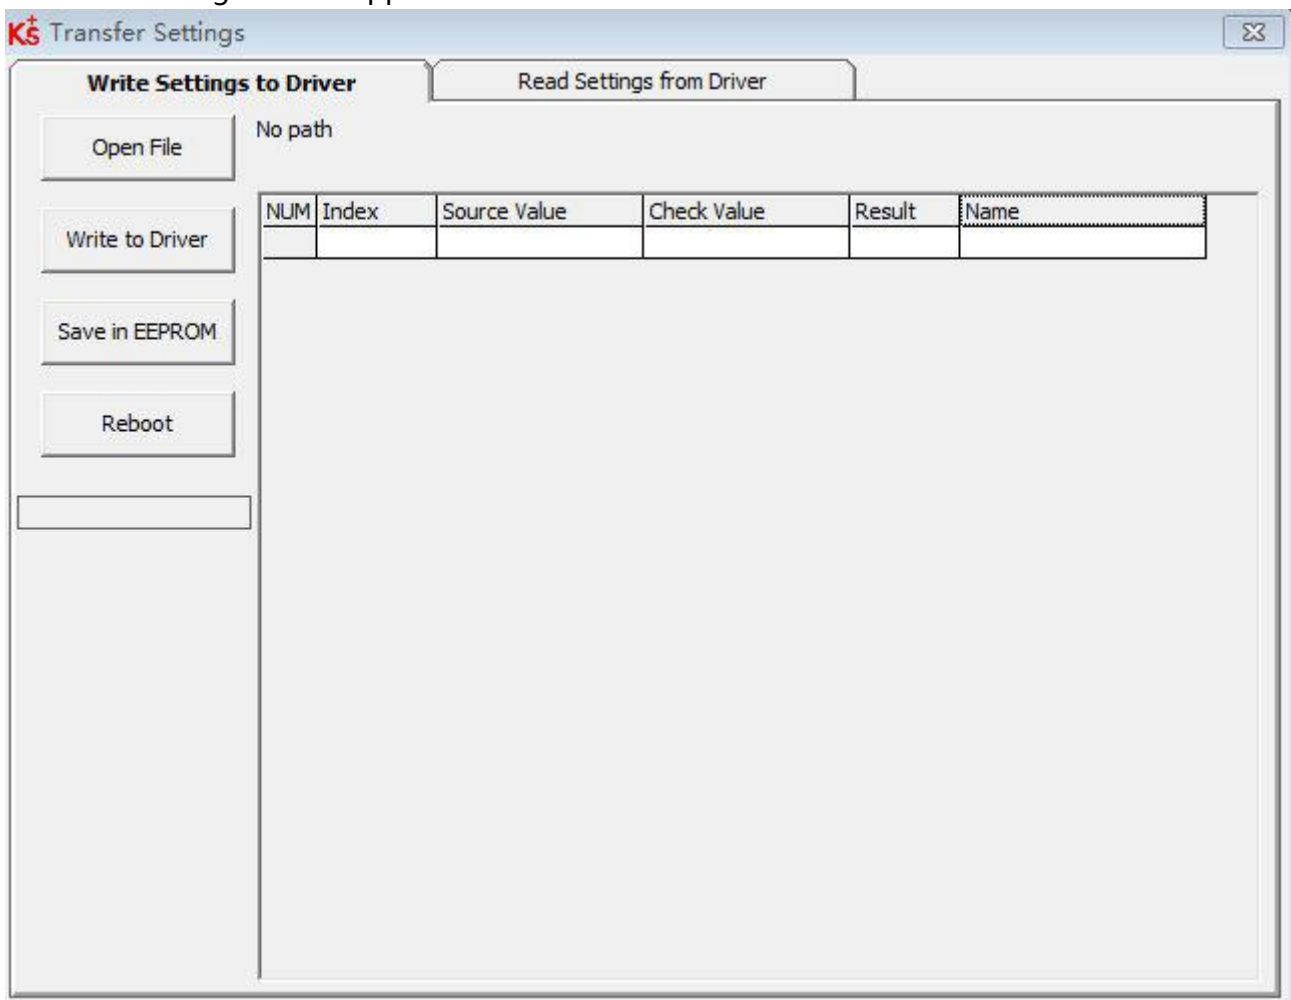 K+s Transfer Settings
Write Settings to Driver Read Settings from Driver
Open File
No path
NUM Index Source Value Check Value Result Name
Write to Driver
Save in EEPROM
Reboot